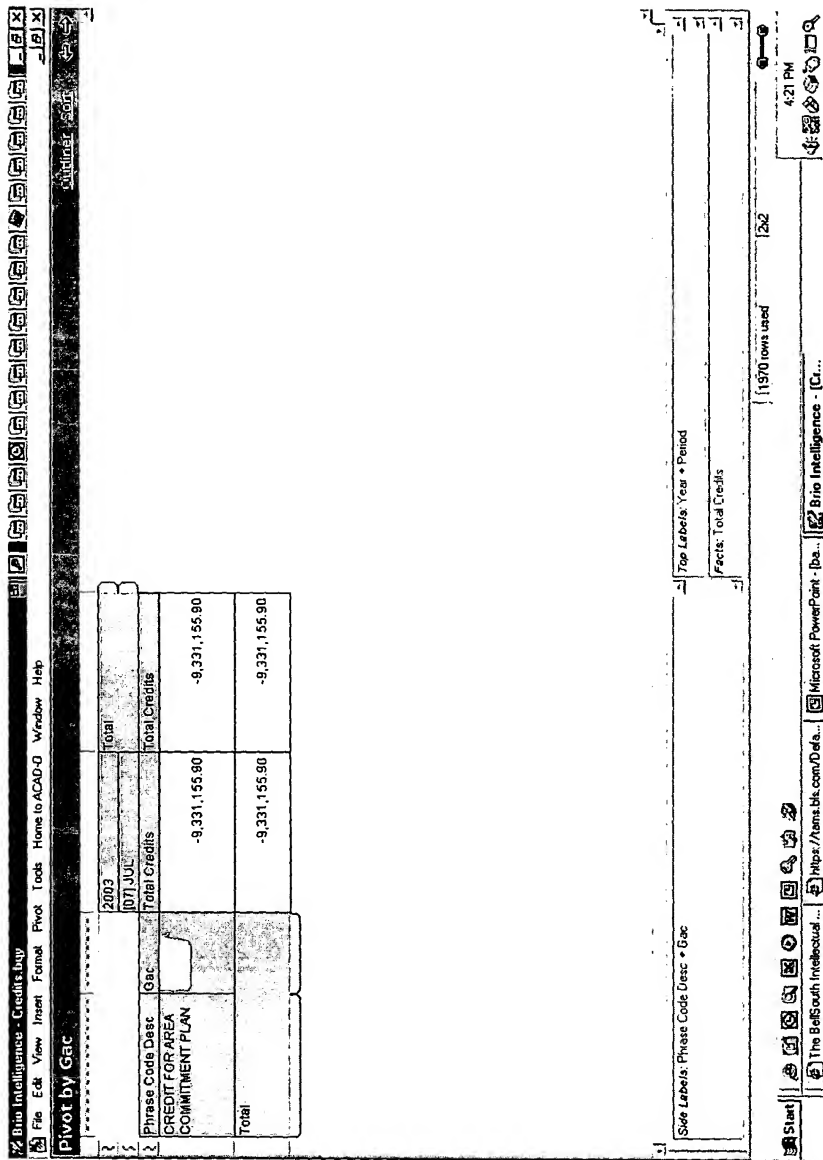 Brio Intelligence - Credits.bqy
File Edit View Insert Format Pivot Tools Home to ACAD-D Window Help
Pivot by Gac
Outliner Sort
2003 Total
[07] JUL
Phrase Code Desc Gac Total Credits Total Credits
CREDIT FOR AREA
COMMITMENT PLAN -9,331,155.90 -9,331,155.90
Total -9,331,155.90 -9,331,155.90
Side Labels: Phrase Code Desc + Gac
Top Labels: Year + Period
Facts: Total Credits
1970 rows used 2x2
Start
4:21 PM
The BellSouth Intellectual ... https://tams.bls.com/Defa... Microsoft PowerPoint - [ba... Brio Intelligence - [Cr...